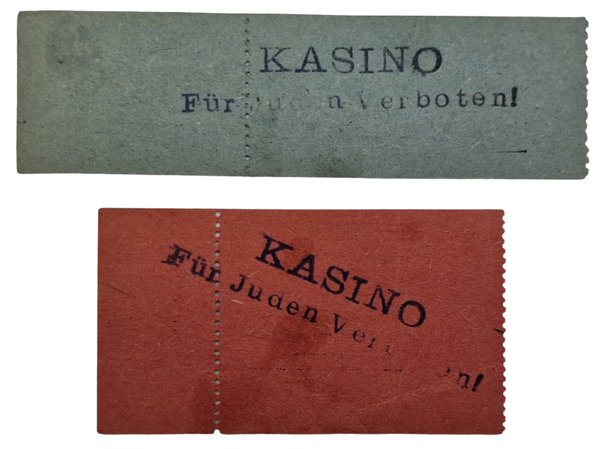 KASINO
Für Juden Verboten!
KASINO
Für Juden